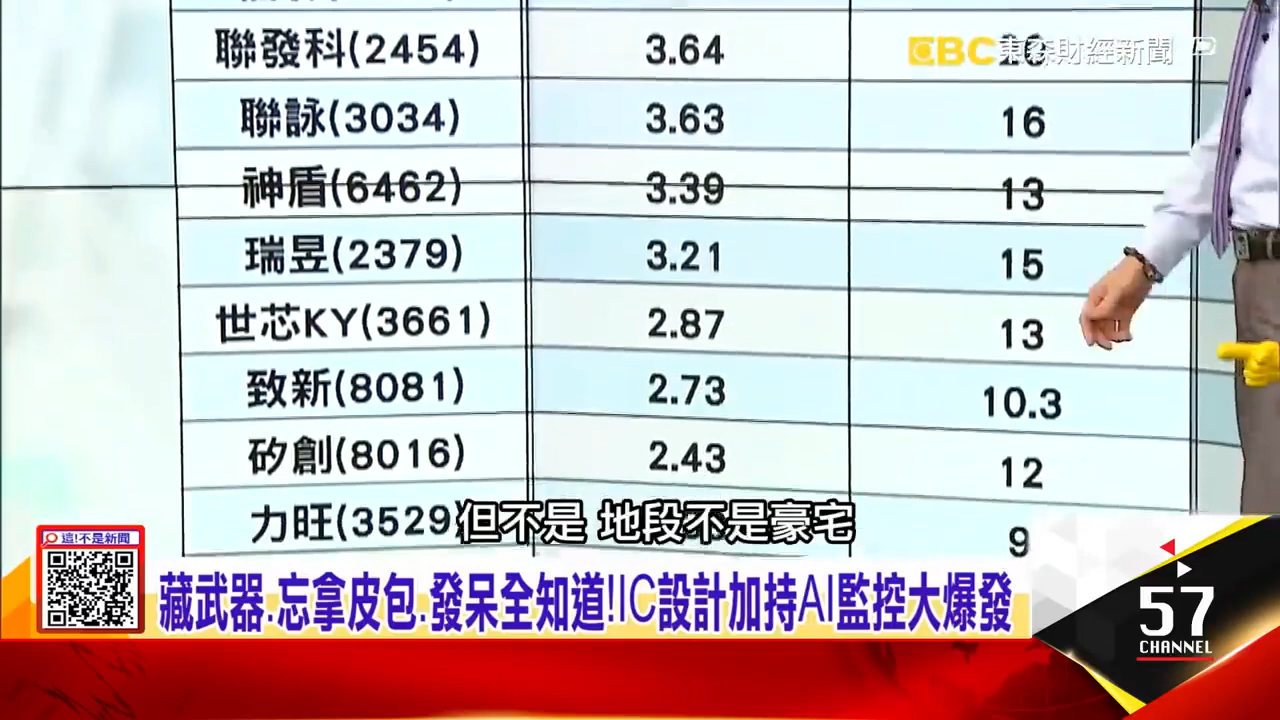 聯發科(2454) 3.64
EBC 東森財經新聞
聯詠(3034) 3.63 16
神盾(6462) 3.39 13
瑞昱(2379) 3.21 15
世芯KY(3661) 2.87 13
致新(8081) 2.73 10.3
矽創(8016) 2.43 12
力旺(3529) 9
但不是 地段不是豪宅
這!不是新聞
藏武器.忘拿皮包.發呆全知道!IC設計加持AI監控大爆發
57
CHANNEL